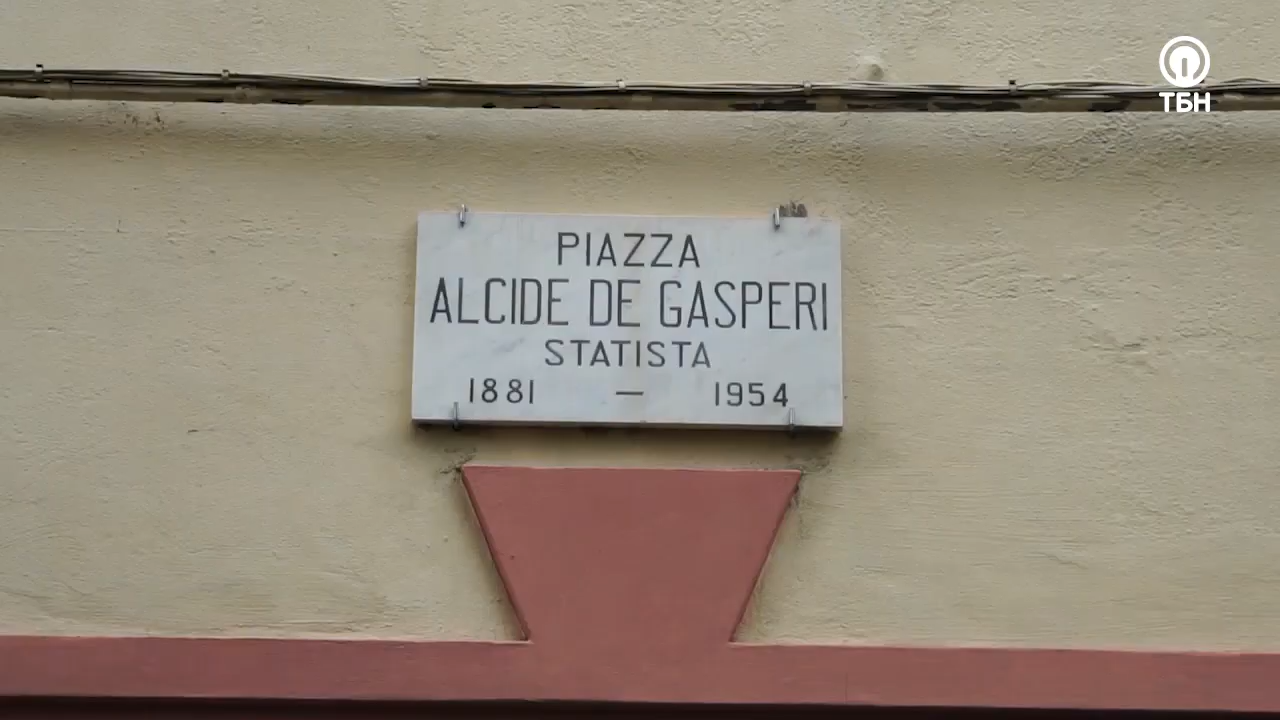 ТБН
PIAZZA
ALCIDE DE GASPERI
STATISTA
1881 — 1954